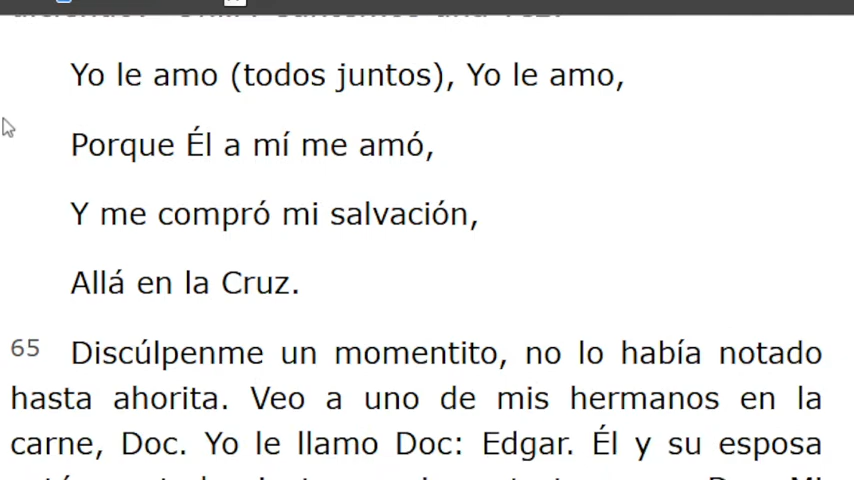 Yo le amo (todos juntos), Yo le amo,
Porque Él a mí me amó,
Y me compró mi salvación,
Allá en la Cruz.
65 Discúlpenme un momentito, no lo había notado
hasta ahorita. Veo a uno de mis hermanos en la
carne, Doc. Yo le llamo Doc: Edgar. Él y su esposa